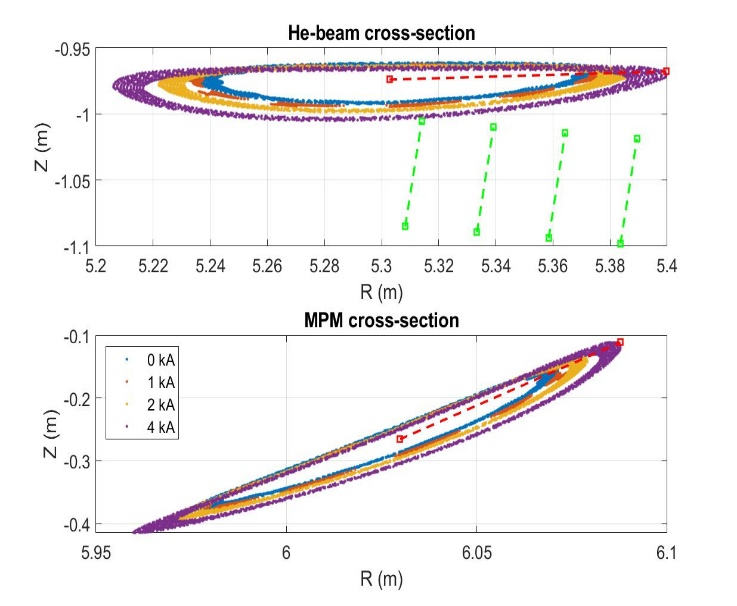 He-beam cross-section
-0.95
-1
-1.05
-1.1
Z (m)
5.2 5.22 5.24 5.26 5.28 5.3 5.32 5.34 5.36 5.38 5.4
R (m)
MPM cross-section
-0.1
-0.2
-0.3
-0.4
Z (m)
0 kA
1 kA
2 kA
4 kA
5.95 6 6.05 6.1
R (m)